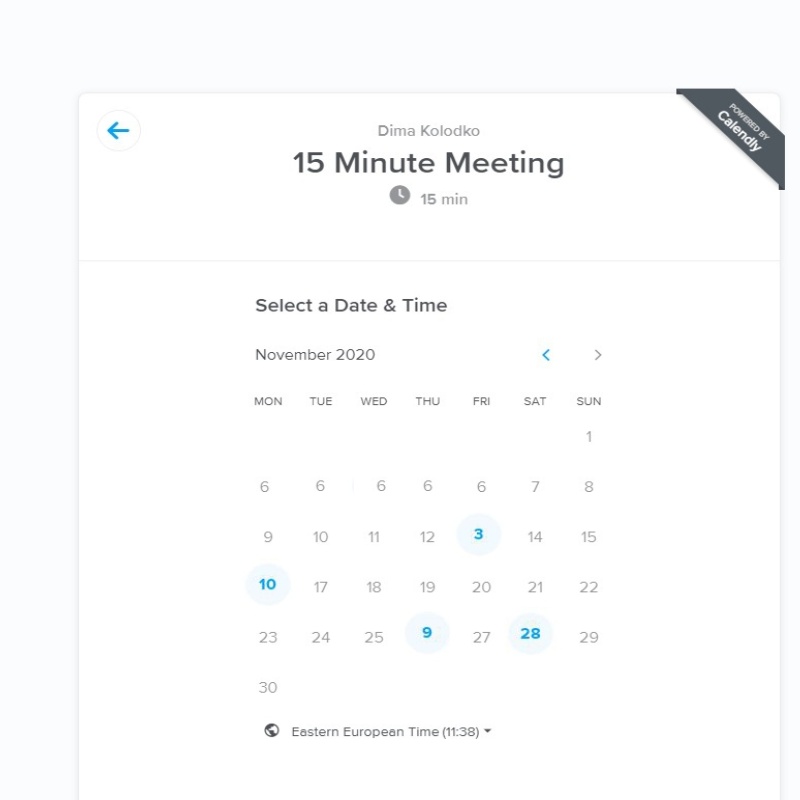 POWERED BY
Calendly
Dima Kolodko
15 Minute Meeting
15 min
Select a Date & Time
November 2020
MON TUE WED THU FRI SAT SUN
1
6 6 6 6 6 7 8
9 10 11 12 3 14 15
10 17 18 19 20 21 22
23 24 25 9 27 28 29
30
Eastern European Time (11:38)